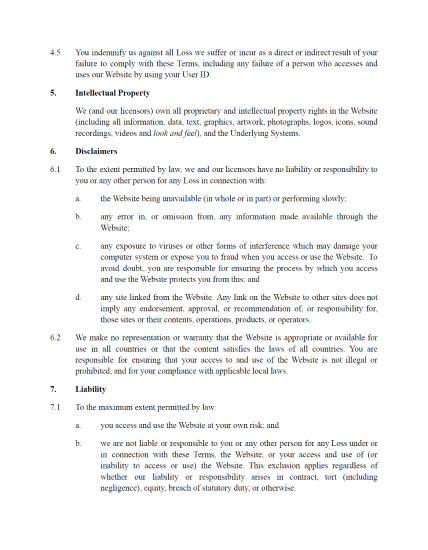 4.5 You indemnify us against all Loss we suffer or incur as a direct or indirect result of your
failure to comply with these Terms, including any failure of a person who accesses and
uses our Website by using your User ID.
5. Intellectual Property
We (and our licensors) own all proprietary and intellectual property rights in the Website
(including all information, data, text, graphics, artwork, photographs, logos, icons, sound
recordings, videos and look and feel), and the Underlying Systems.
6. Disclaimers
6.1 To the extent permitted by law, we and our licensors have no liability or responsibility to
you or any other person for any Loss in connection with:
a. the Website being unavailable (in whole or in part) or performing slowly;
b. any error in, or omission from, any information made available through the
Website;
c. any exposure to viruses or other forms of interference which may damage your
computer system or expose you to fraud when you access or use the Website. To
avoid doubt, you are responsible for ensuring the process by which you access
and use the Website protects you from this; and
d. any site linked from the Website. Any link on the Website to other sites does not
imply any endorsement, approval, or recommendation of, or responsibility for,
those sites or their contents, operations, products, or operators.
6.2 We make no representation or warranty that the Website is appropriate or available for
use in all countries or that the content satisfies the laws of all countries. You are
responsible for ensuring that your access to and use of the Website is not illegal or
prohibited, and for your compliance with applicable local laws.
7. Liability
7.1 To the maximum extent permitted by law:
a. you access and use the Website at your own risk; and
b. we are not liable or responsible to you or any other person for any Loss under or
in connection with these Terms, the Website, or your access and use of (or
inability to access or use) the Website. This exclusion applies regardless of
whether our liability or responsibility arises in contract, tort (including
negligence), equity, breach of statutory duty, or otherwise.